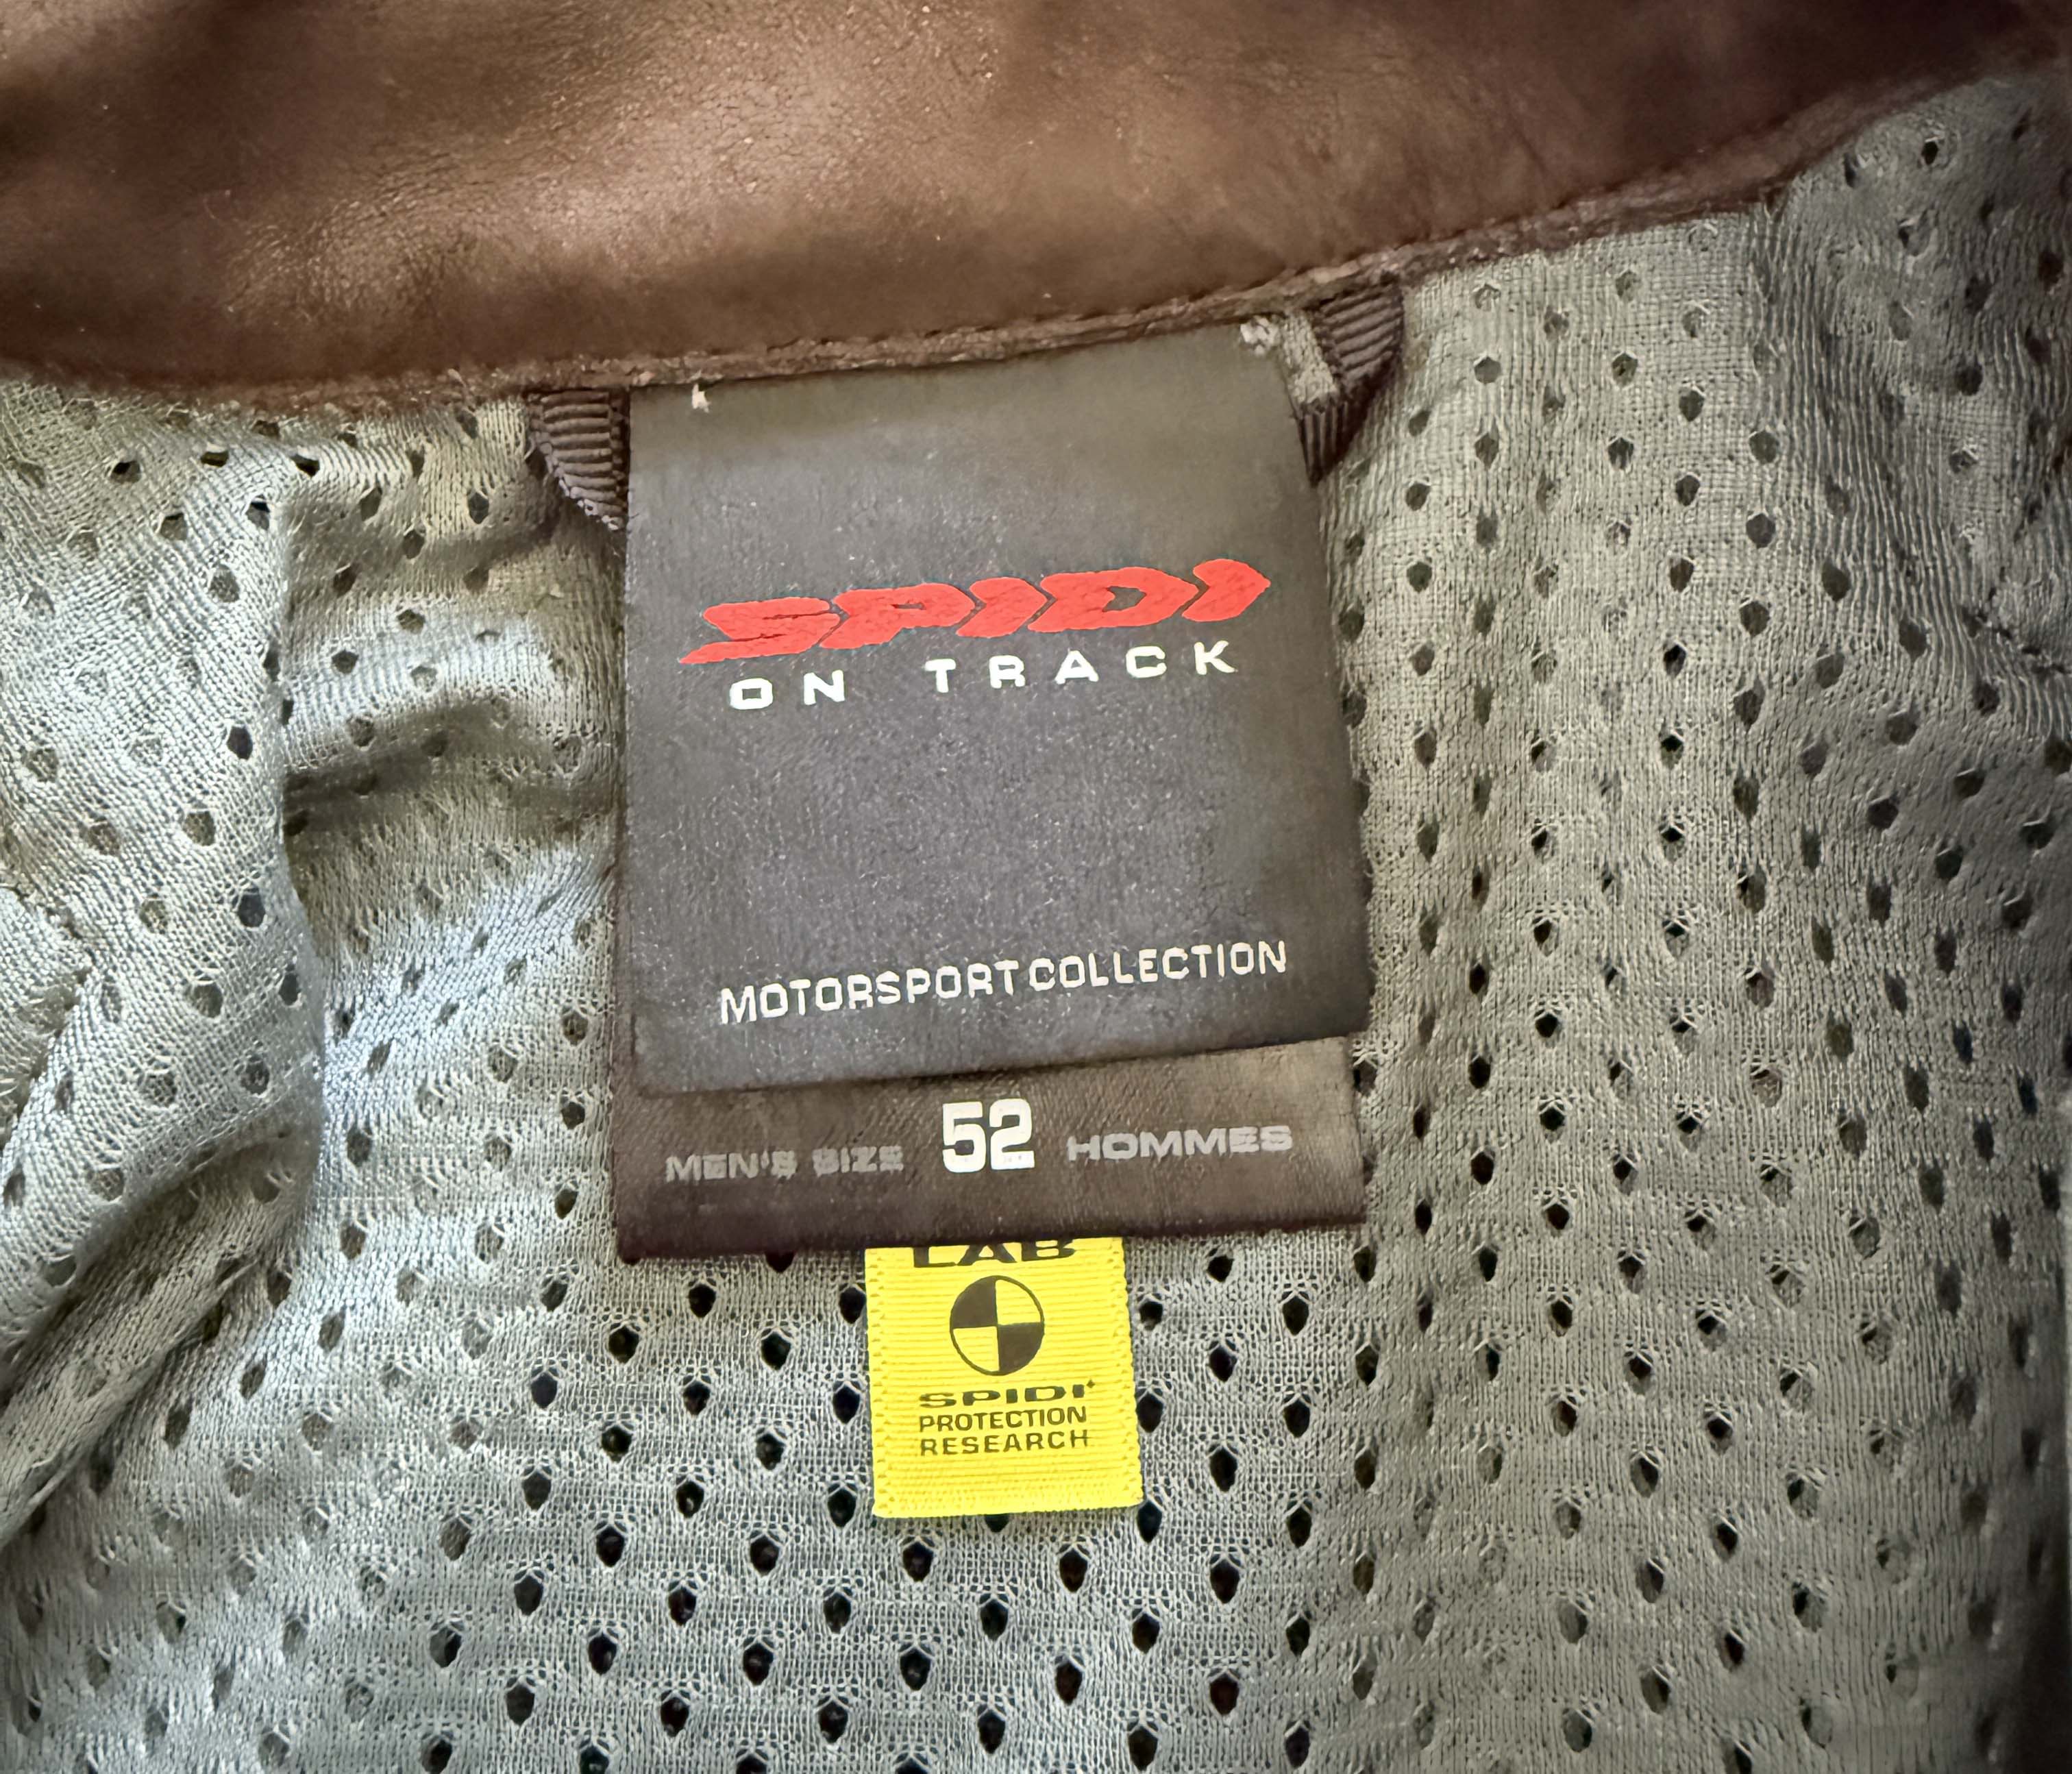 SPIDI
ON TRACK
MOTORSPORT COLLECTION
MEN'S SIZE 52 HOMMES
LAB
SPIDI
PROTECTION
RESEARCH